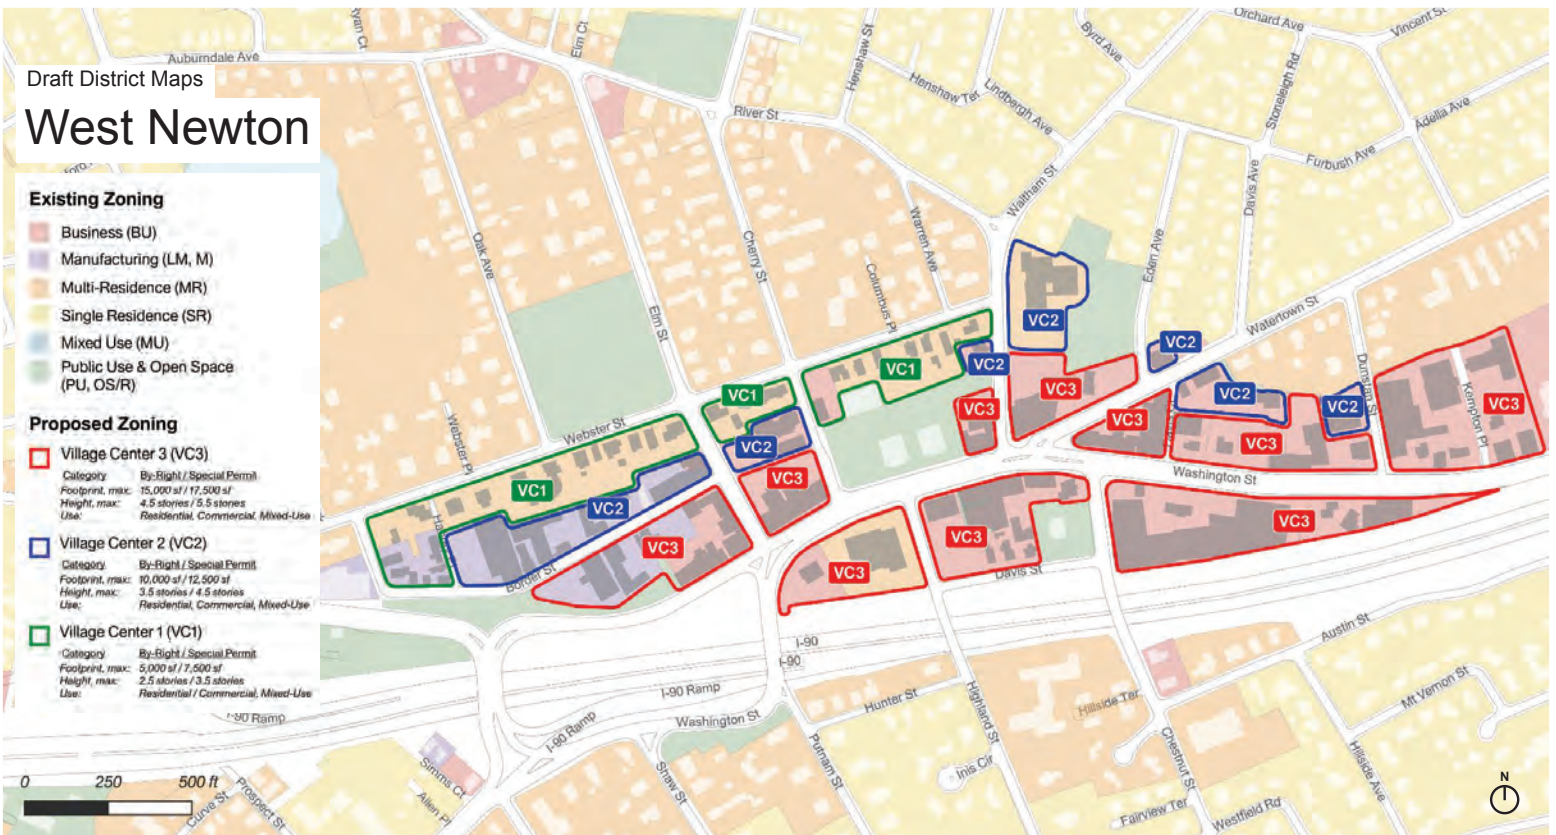 Draft District Maps
West Newton
Existing Zoning
Business (BU)
Manufacturing (LM, M)
Multi-Residence (MR)
Single Residence (SR)
Mixed Use (MU)
Public Use & Open Space
(PU, OS/R)
Proposed Zoning
Village Center 3 (VC3)
Category By-Right / Special Permit
Footprint, max: 15,000 sf / 17,500 sf
Height, max: 4.5 stories / 5.5 stories
Use: Residential, Commercial, Mixed-Use
Village Center 2 (VC2)
Category By-Right / Special Permit
Footprint, max: 10,000 sf / 12,500 sf
Height, max: 3.5 stories / 4.5 stories
Use: Residential, Commercial, Mixed-Use
Village Center 1 (VC1)
Category By-Right / Special Permit
Footprint, max: 5,000 sf / 7,500 sf
Height, max: 2.5 stories / 3.5 stories
Use: Residential / Commercial, Mixed-Use
0 250 500 ft
Auburndale Ave
Ryan Ct
Elm Ct
River St
Henshaw St
Henshaw Ter
Lindbergh Ave
Byrd Ave
Orchard Ave
Vincent St
Stoneleigh Rd
Adella Ave
Furbush Ave
Waltham St
Davis Ave
Eden Ave
Warren Ave
Columbus Pl
Cherry St
Oak Ave
Elm St
Webster St
Webster Pl
Watertown St
Dunstan St
Kempton Pl
Washington St
Border St
Davis St
VC1
VC1
VC1
VC2
VC2
VC2
VC2
VC2
VC2
VC2
VC3
VC3
VC3
VC3
VC3
VC3
VC3
VC3
VC3
VC3
VC3
I-90
I-90
I-90 Ramp
I-90 Ramp
I-90 Ramp
Washington St
Hunter St
Highland St
Hillside Ter
Austin St
Mt Vernon St
Chestnut St
Hillside Ave
Putnam St
Inis Cir
Shaw St
Simms Ct
Allen Pl
Prospect St
Curve St
Fairview Ter
Westfield Rd
N